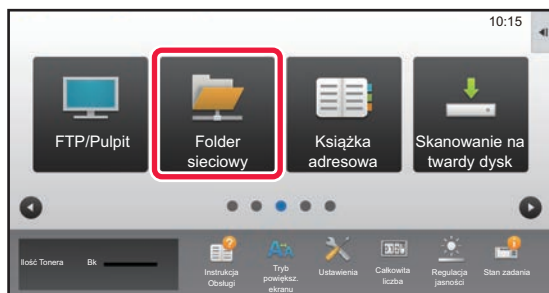 10:15
FTP/Pulpit
Folder
sieciowy
Książka
adresowa
Skanowanie na
twardy dysk
Ilość Tonera
Bk
Instrukcja
Obsługi
Tryb
powiększ.
ekranu
Ustawienia
Całkowita
liczba
Regulacja
jasności
Stan zadania